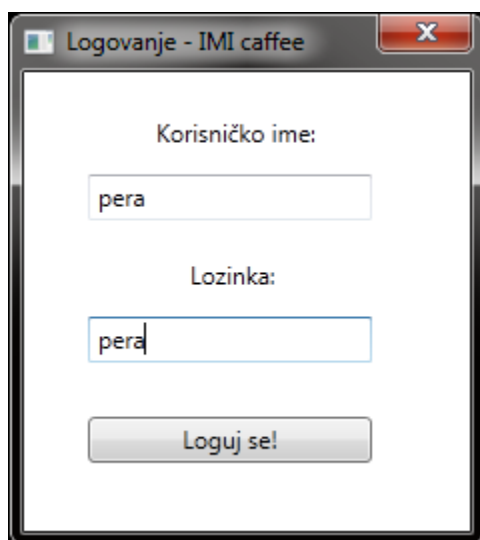 Logovanje - IMI caffee
Korisničko ime:
pera
Lozinka:
pera
Loguj se!